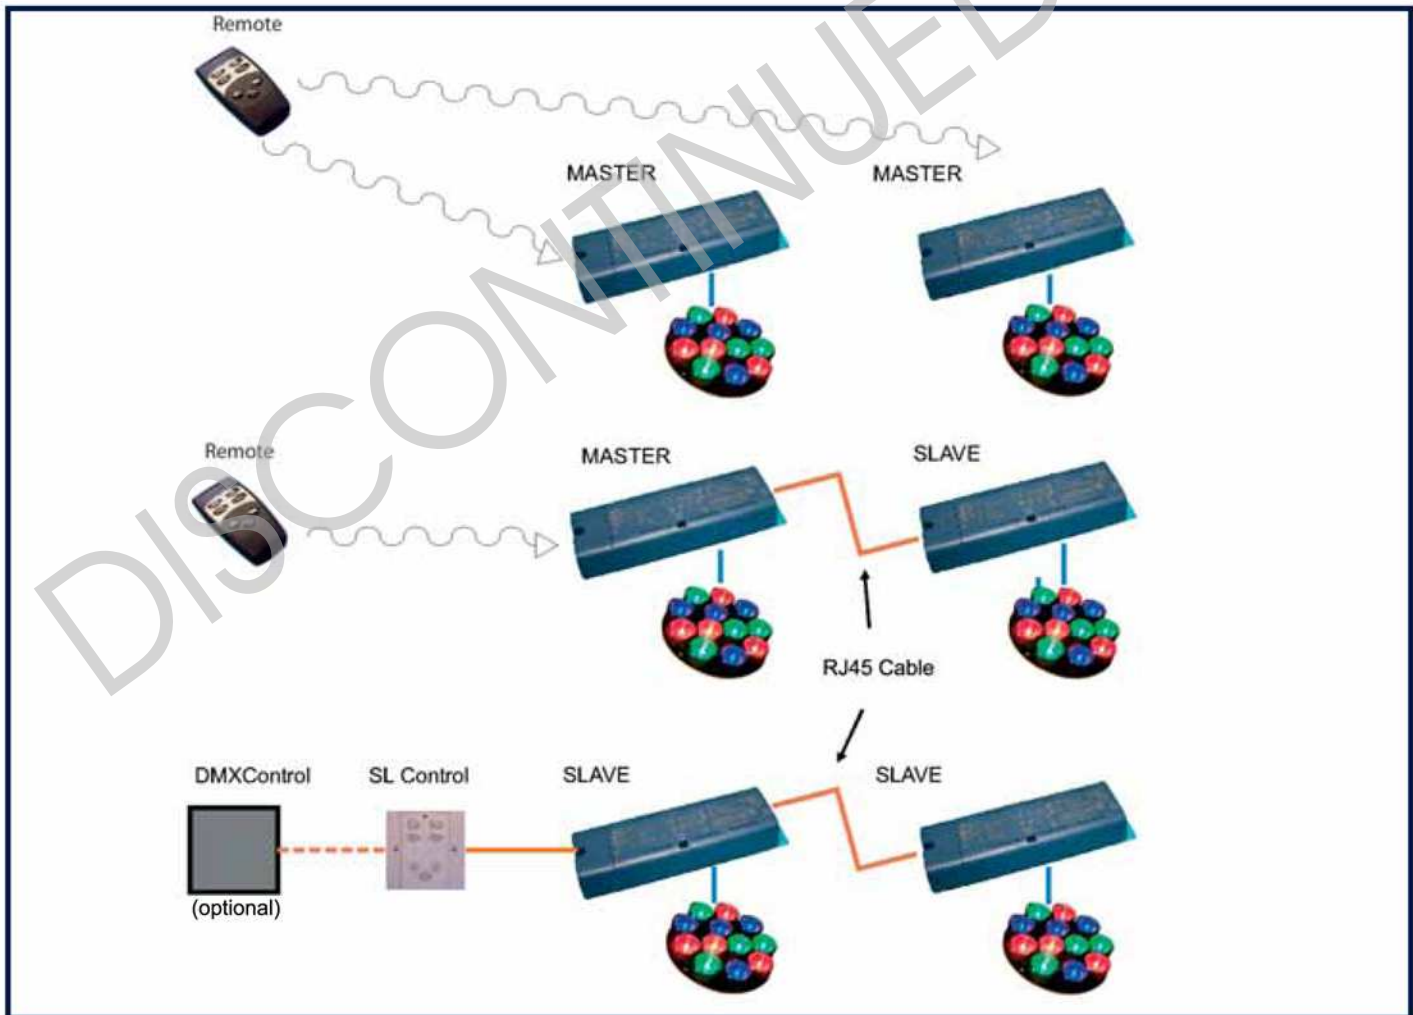 Remote
MASTER MASTER
Remote
MASTER SLAVE
RJ45 Cable
DMXControl SL Control SLAVE SLAVE
(optional)
DISCONTINUED